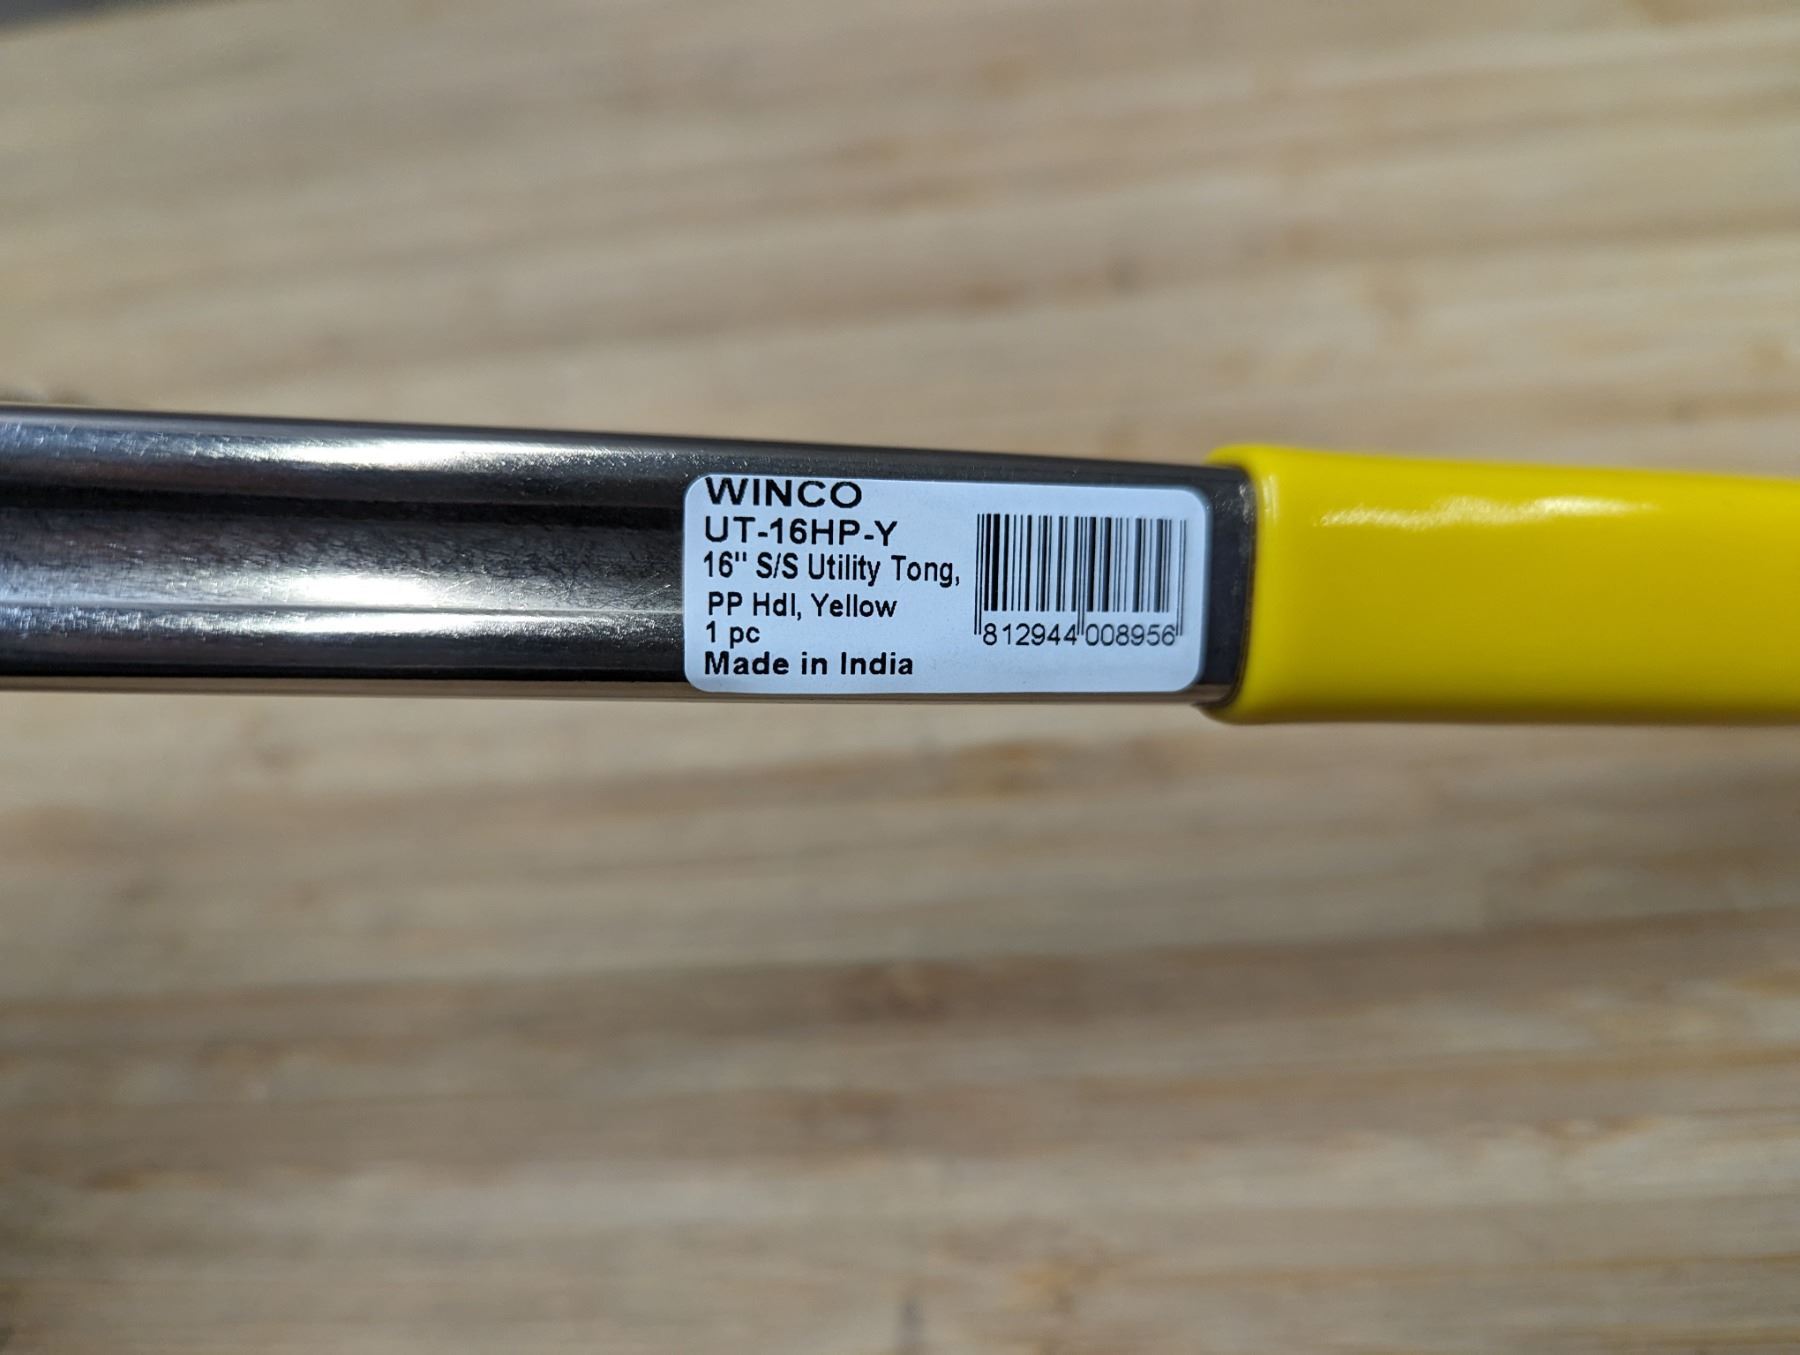 WINCO
UT-16HP-Y
16" S/S Utility Tong,
PP Hdl, Yellow
1 pc
Made in India
812944 008956